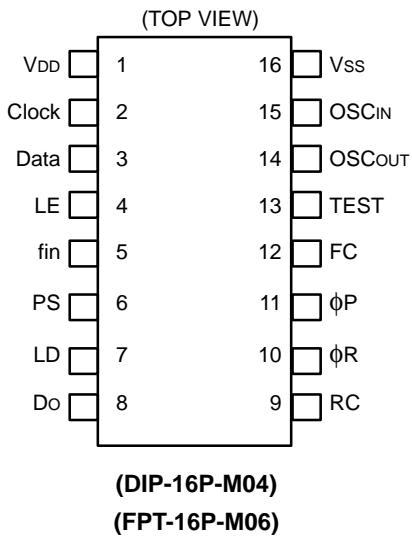 (TOP VIEW)
VDD 1 16 VSS
Clock 2 15 OSCIN
Data 3 14 OSCOUT
LE 4 13 TEST
fin 5 12 FC
PS 6 11 ϕP
LD 7 10 ϕR
DO 8 9 RC
(DIP-16P-M04)
(FPT-16P-M06)